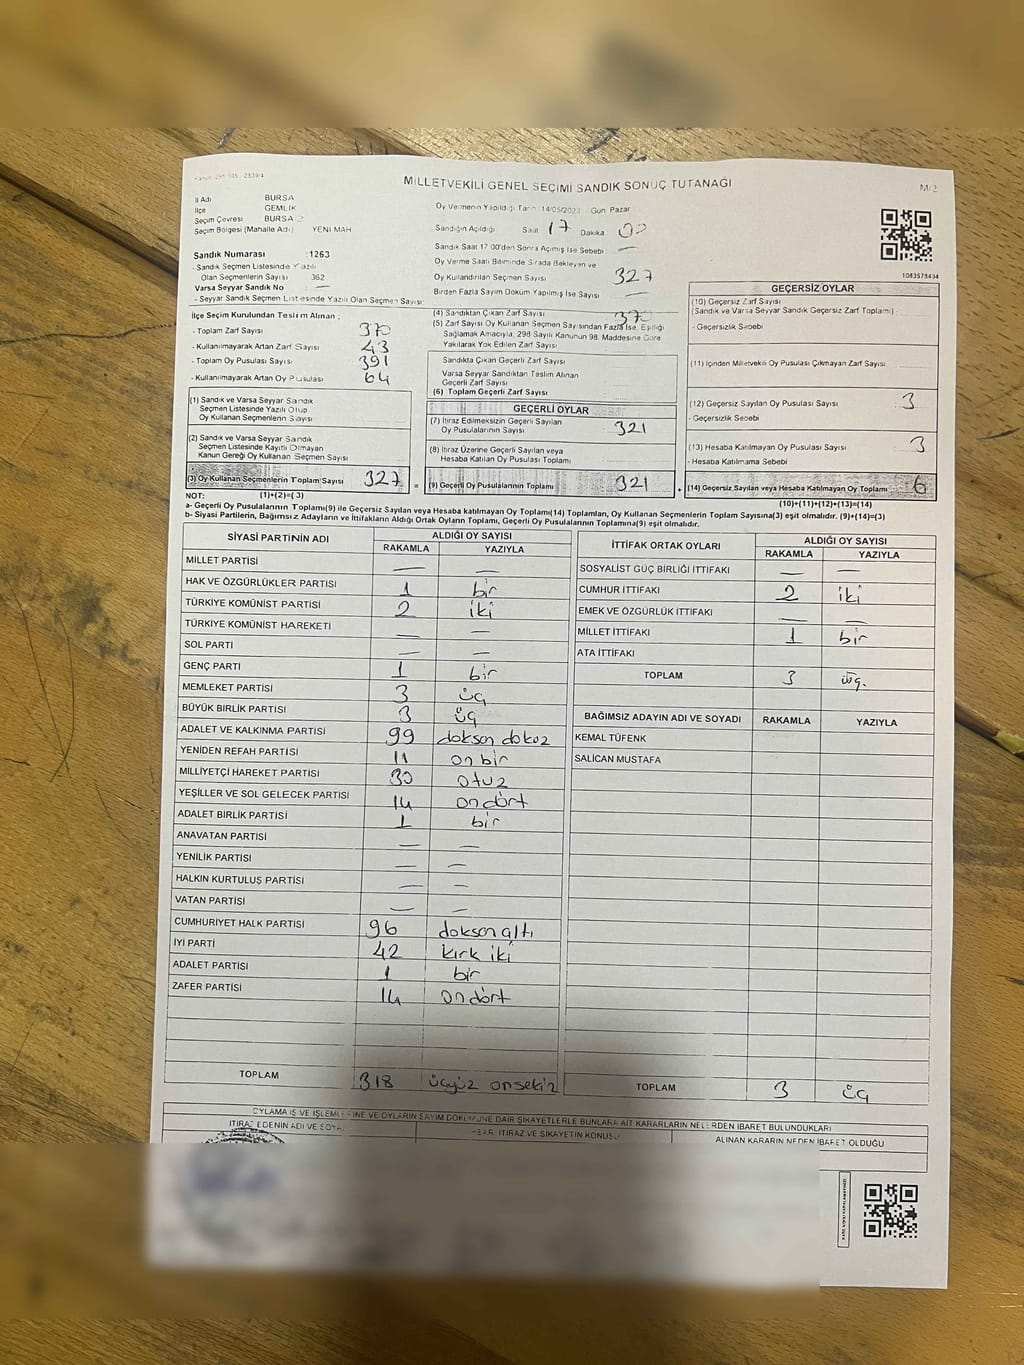 MİLLETVEKİLİ GENEL SEÇİMİ SANDIK SONUÇ TUTANAĞI
M/2
İl Adı BURSA
İlçe GEMLİK
Seçim Çevresi BURSA 2
Seçim Bölgesi (Mahalle Adı) YENİ MAH
Oy Vermenin Yapıldığı Tarih 14/05/2023 Gün: Pazar
Sandığın Açıldığı Saat 17 Dakika
Sandık Saat 17:00'den Sonra Açılmış İse Sebebi —
Oy Verme Saati Bitiminde Sırada Bekleyen ve
Oy Kullandırılan Seçmen Sayısı 327
Birden Fazla Sayım Döküm Yapılmış İse Sayısı —
1083578494
Sandık Numarası :1263
- Sandık Seçmen Listesinde Yazılı
Olan Seçmenlerin Sayısı 362
Varsa Seyyar Sandık No —
- Seyyar Sandık Seçmen Listesinde Yazılı Olan Seçmen Sayısı:
İlçe Seçim Kurulundan Teslim Alınan ;
- Toplam Zarf Sayısı 370
- Kullanılmayarak Artan Zarf Sayısı 43
- Toplam Oy Pusulası Sayısı 391
- Kullanılmayarak Artan Oy Pusulası 64
(1) Sandık ve Varsa Seyyar Sandık
Seçmen Listesinde Yazılı Olup
Oy Kullanan Seçmenlerin Sayısı
(2) Sandık ve Varsa Seyyar Sandık
Seçmen Listesinde Kayıtlı Olmayan
Kanun Gereği Oy Kullanan Seçmen Sayısı
(3) Oy Kullanan Seçmenlerin Toplam Sayısı 327 =
(4) Sandıktan Çıkan Zarf Sayısı 370
(5) Zarf Sayısı Oy Kullanan Seçmen Sayısından Fazla İse, Eşitliği
Sağlamak Amacıyla, 298 Sayılı Kanunun 98. Maddesine Göre
Yakılarak Yok Edilen Zarf Sayısı
Sandıkta Çıkan Geçerli Zarf Sayısı
Varsa Seyyar Sandıktan Teslim Alınan
Geçerli Zarf Sayısı
(6) Toplam Geçerli Zarf Sayısı
GEÇERLİ OYLAR
(7) İtiraz Edilmeksizin Geçerli Sayılan
Oy Pusulalarının Sayısı 321
(8) İtiraz Üzerine Geçerli Sayılan veya
Hesaba Katılan Oy Pusulası Toplamı
(9) Geçerli Oy Pusulalarının Toplamı 321
GEÇERSİZ OYLAR
(10) Geçersiz Zarf Sayısı
(Sandık ve Varsa Seyyar Sandık Geçersiz Zarf Toplamı)
- Geçersizlik Sebebi
(11) İçinden Milletvekili Oy Pusulası Çıkmayan Zarf Sayısı
(12) Geçersiz Sayılan Oy Pusulası Sayısı 3
- Geçersizlik Sebebi
(13) Hesaba Katılmayan Oy Pusulası Sayısı 3
- Hesaba Katılmama Sebebi
(14) Geçersiz Sayılan veya Hesaba Katılmayan Oy Toplamı 6
NOT: (1)+(2)=(3)
(10)+(11)+(12)+(13)=(14)
a- Geçerli Oy Pusulasının Toplamı(9) ile Geçersiz Sayılan veya Hesaba katılmayan Oy Toplamı(14) Toplamları, Oy Kullanan Seçmenlerin Toplam Sayısına(3) eşit olmalıdır. (9)+(14)=(3)
b- Siyasi Partilerin, Bağımsız Adayların ve İttifakların Aldığı Ortak Oyların Toplamı, Geçerli Oy Pusulasının Toplamına(9) eşit olmalıdır.
SİYASİ PARTİNİN ADI ALDIĞI OY SAYISI
RAKAMLA YAZIYLA
MİLLET PARTİSİ — —
HAK VE ÖZGÜRLÜKLER PARTİSİ 1 bir
TÜRKİYE KOMÜNİST PARTİSİ 2 iki
TÜRKİYE KOMÜNİST HAREKETİ — —
SOL PARTİ — —
GENÇ PARTİ 1 bir
MEMLEKET PARTİSİ 3 üç
BÜYÜK BİRLİK PARTİSİ 3 üç
ADALET VE KALKINMA PARTİSİ 99 doksan dokuz
YENİDEN REFAH PARTİSİ 11 on bir
MİLLİYETÇİ HAREKET PARTİSİ 30 otuz
YEŞİLLER VE SOL GELECEK PARTİSİ 14 on dört
ADALET BİRLİK PARTİSİ 1 bir
ANAVATAN PARTİSİ — —
YENİLİK PARTİSİ — —
HALKIN KURTULUŞ PARTİSİ — —
VATAN PARTİSİ — —
CUMHURİYET HALK PARTİSİ 96 doksan altı
İYİ PARTİ 42 kırk iki
ADALET PARTİSİ 1 bir
ZAFER PARTİSİ 14 on dört
TOPLAM 318 üçyüz onsekiz
İTTİFAK ORTAK OYLARI ALDIĞI OY SAYISI
RAKAMLA YAZIYLA
SOSYALİST GÜÇ BİRLİĞİ İTTİFAKI — —
CUMHUR İTTİFAKI 2 iki
EMEK VE ÖZGÜRLÜK İTTİFAKI — —
MİLLET İTTİFAKI 1 bir
ATA İTTİFAKI
TOPLAM 3 üç.
BAĞIMSIZ ADAYIN ADI VE SOYADI RAKAMLA YAZIYLA
KEMAL TÜFENK
SALİCAN MUSTAFA
TOPLAM 3 üç
OYLAMA İŞ VE İŞLEMLERİNE VE OYLARIN SAYIM DÖKÜMÜNE DAİR ŞİKAYETLERLE BUNLARA AİT KARARLARIN NELERDEN İBARET BULUNDUKLARI
İTİRAZ EDENİN ADI VE SOYADI
İTİRAZ VE ŞİKAYETİN KONUSU
ALINAN KARARIN NEDEN İBARET OLDUĞU